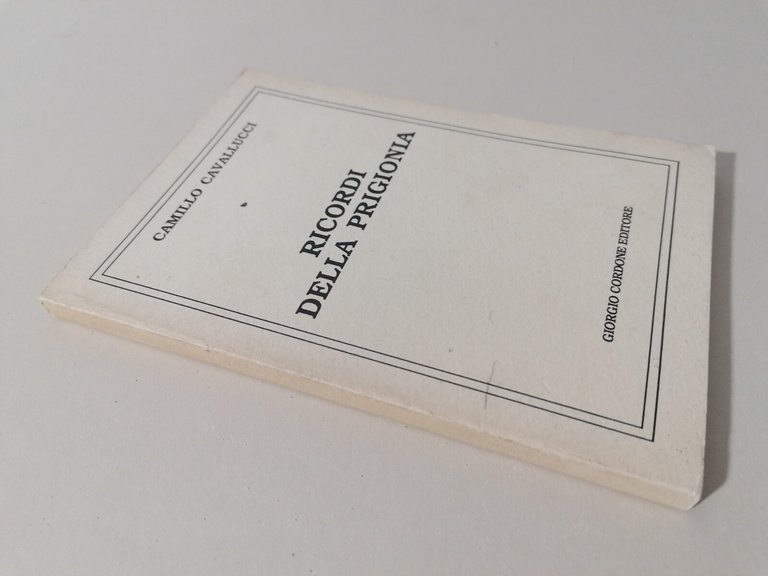 CAMILLO CAVALLUCCI
RICORDI
DELLA PRIGIONIA
GIORGIO CORDONE EDITORE